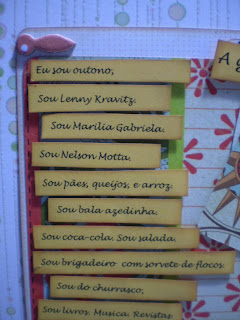 Eu sou outono,
Sou Lenny Kravitz.
Sou Marília Gabriela.
Sou Nelson Motta.
Sou pães, queijos, e arroz.
Sou bala azedinha.
Sou coca-cola. Sou salada.
Sou brigadeiro com sorvete de flocos.
Sou do churrasco,
Sou livros. Musica. Revistas
A g